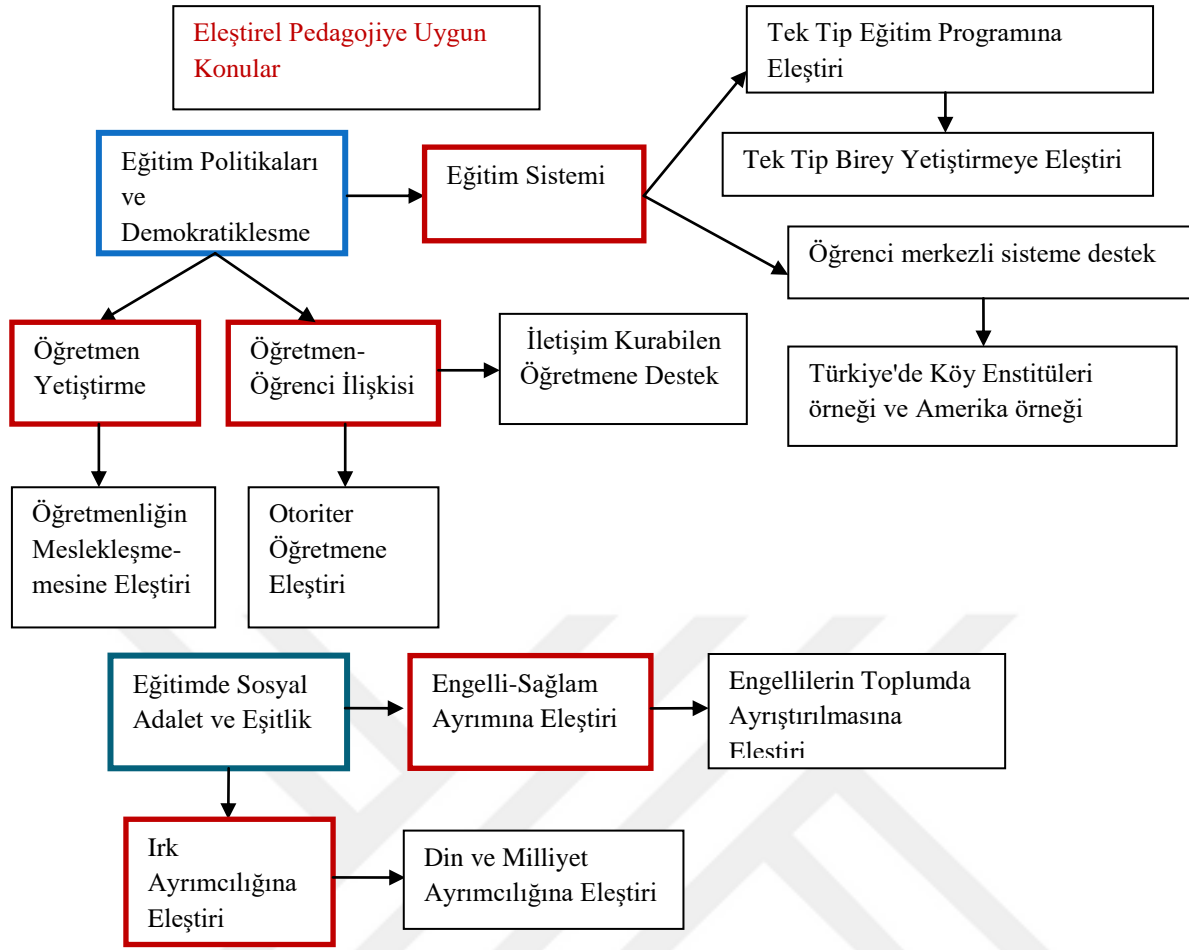 Eleştirel Pedagojiye Uygun
Konular
Tek Tip Eğitim Programına
Eleştiri
Eğitim Politikaları
ve
Demokratiklesme
Eğitim Sistemi
Tek Tip Birey Yetiştirmeye Eleştiri
Öğrenci merkezli sisteme destek
Öğretmen
Yetiştirme
Öğretmen-
Öğrenci İlişkisi
İletişim Kurabilen
Öğretmene Destek
Türkiye'de Köy Enstitüleri
örneği ve Amerika örneği
Öğretmenliğin
Meslekleşme-
mesine Eleştiri
Otoriter
Öğretmene
Eleştiri
Eğitimde Sosyal
Adalet ve Eşitlik
Engelli-Sağlam
Ayrımına Eleştiri
Engellilerin Toplumda
Ayrıştırılmasına
Eleştiri
Irk
Ayrımcılığına
Eleştiri
Din ve Milliyet
Ayrımcılığına Eleştiri